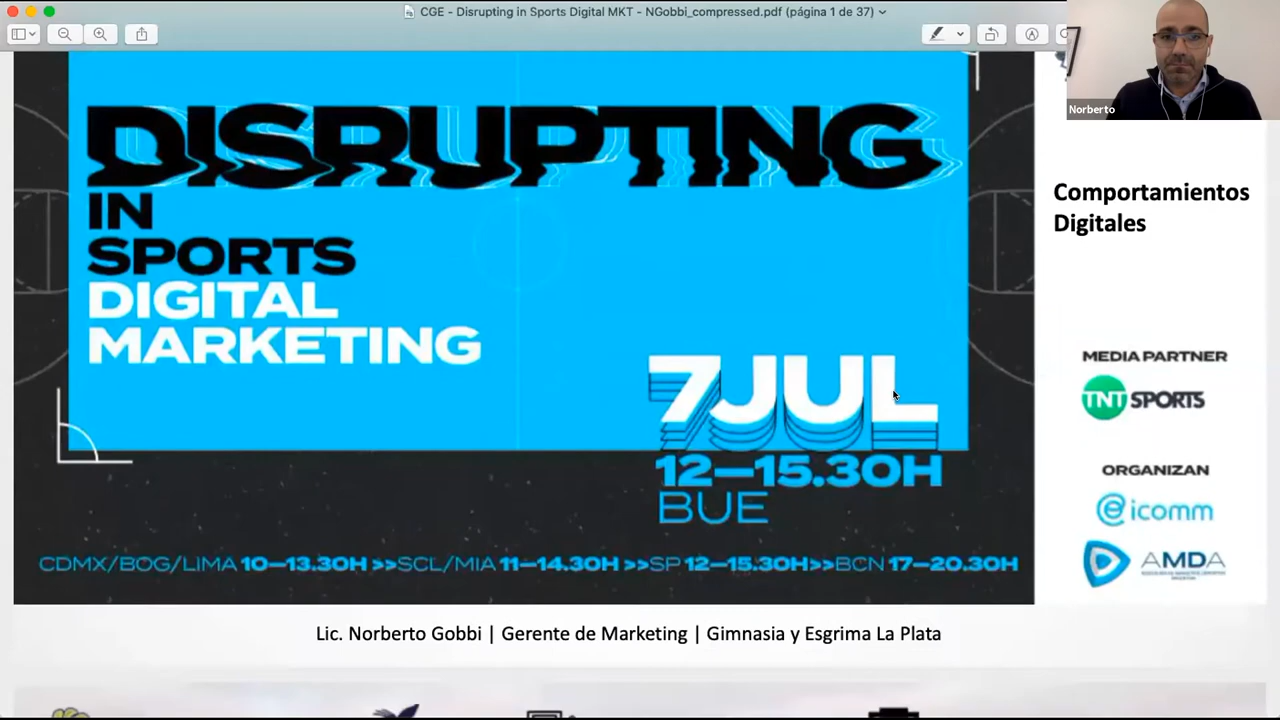 CGE - Disrupting in Sports Digital MKT - NGobbi_compressed.pdf (página 1 de 37)
Norberto
DISRUPTING
IN
SPORTS
DIGITAL
MARKETING
7JUL
12—15.30H
BUE
CDMX/BOG/LIMA 10—13.30H >>SCL/MIA 11—14.30H >>SP 12—15.30H>>BCN 17—20.30H
Comportamientos
Digitales
MEDIA PARTNER
TNT SPORTS
ORGANIZAN
@icomm
AMDA
Lic. Norberto Gobbi | Gerente de Marketing | Gimnasia y Esgrima La Plata